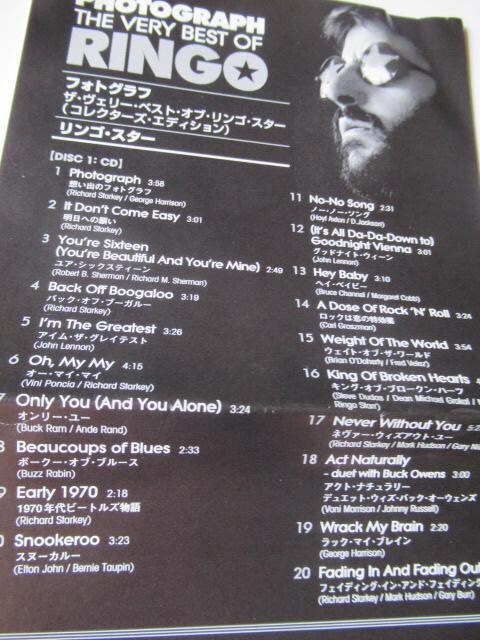 PHOTOGRAPH
THE VERY BEST OF
RINGO★
フォトグラフ
ザ・ヴェリー・ベスト・オブ・リンゴ・スター
(コレクターズ・エディション)
リンゴ・スター
[DISC 1: CD]
1 Photograph 3:58
想い出のフォトグラフ
(Richard Starkey / George Harrison)
2 It Don't Come Easy 3:01
明日への願い
(Richard Starkey)
3 You're Sixteen
(You're Beautiful And You're Mine) 2:49
ユア・シックスティーン
(Robert B. Sherman / Richard M. Sherman)
4 Back Off Boogaloo 3:19
バック・オフ・ブーガルー
(Richard Starkey)
5 I'm The Greatest 3:26
アイム・ザ・グレイテスト
(John Lennon)
6 Oh, My My 4:15
オー・マイ・マイ
(Vini Poncia / Richard Starkey)
7 Only You (And You Alone) 3:24
オンリー・ユー
(Buck Ram / Ande Rand)
8 Beaucoups of Blues 2:33
ボークー・オブ・ブルース
(Buzz Rabin)
9 Early 1970 2:18
1970年代ビートルズ物語
(Richard Starkey)
0 Snookeroo 3:23
スヌーカルー
(Elton John / Bernie Taupin)
11 No-No Song 2:31
ノー・ノー・ソング
(Hoyt Axton / D.Jackson)
12 (It's All Da-Da-Down to)
Goodnight Vienna 3:01
グッドナイト・ウィーン
(John Lennon)
13 Hey Baby 3:10
ヘイ・ベイビー
(Bruce Channel / Margaret Cobb)
14 A Dose Of Rock 'N' Roll 3:24
ロックは恋の特効薬
(Carl Groszman)
15 Weight Of The World 3:54
ウェイト・オブ・ザ・ワールド
(Brian O'Doherty / Fred Velez)
16 King Of Broken Hearts 4
キング・オブ・ブロークン・ハーツ
(Steve Dudas / Dean Michael Grakal /
Ringo Starr)
17 Never Without You 5:2
ネヴァー・ウィズアウト・ユー
(Richard Starkey / Mark Hudson / Gary Ni
18 Act Naturally
- duet with Buck Owens 3:00
アクト・ナチュラリー
デュエット・ウィズ・バック・オーウェンズ
(Voni Morrison / Johnny Russell)
19 Wrack My Brain 2:20
ラック・マイ・ブレイン
(George Harrison)
20 Fading In And Fading Out
フェイディング・イン・アンド・フェイディング
(Richard Starkey / Mark Hudson / Gary Burr)